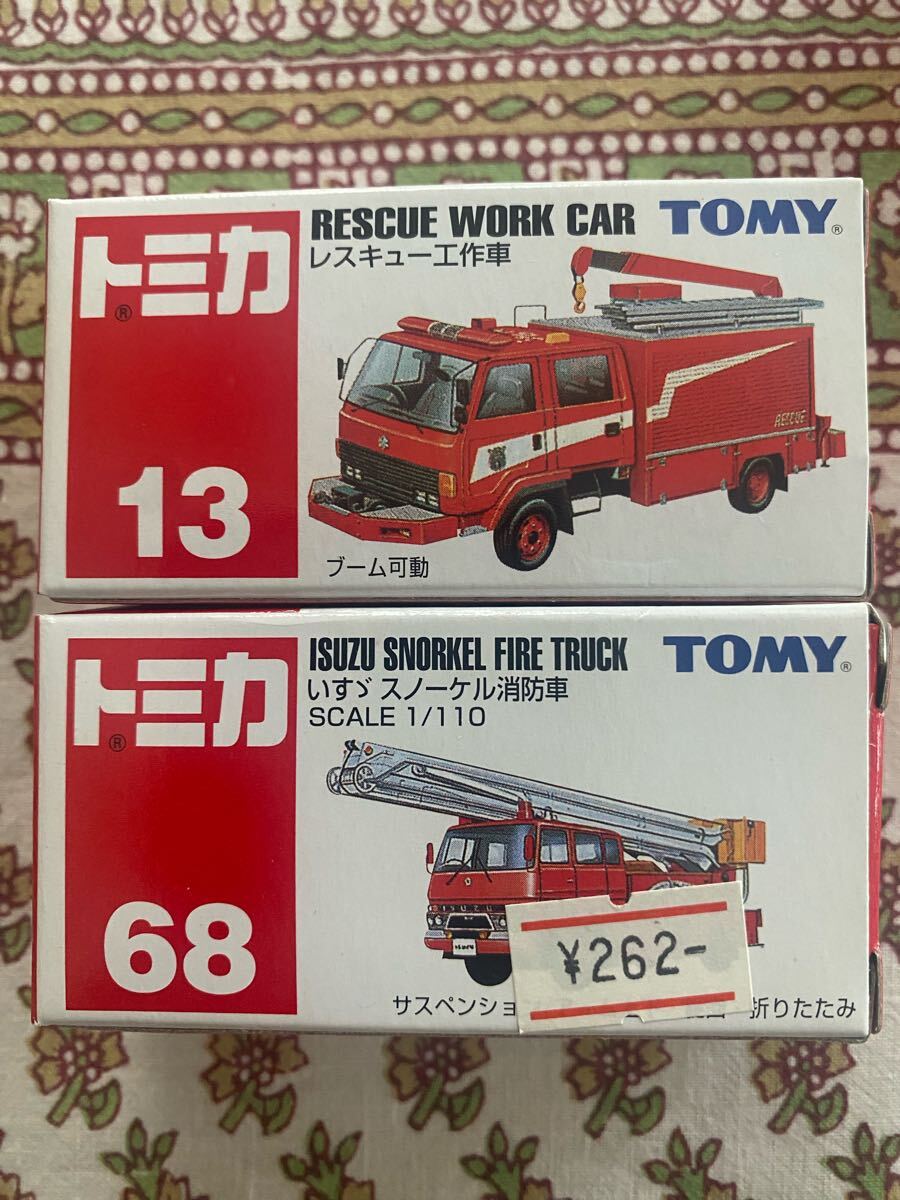 トミカ®
13
RESCUE WORK CAR
TOMY®
レスキュー工作車
RESCUE
ブーム可動
トミカ®
68
ISUZU SNORKEL FIRE TRUCK
TOMY®
いすゞ スノーケル消防車
SCALE 1/110
ISUZU
¥262-
サスペンショ
折りたたみ